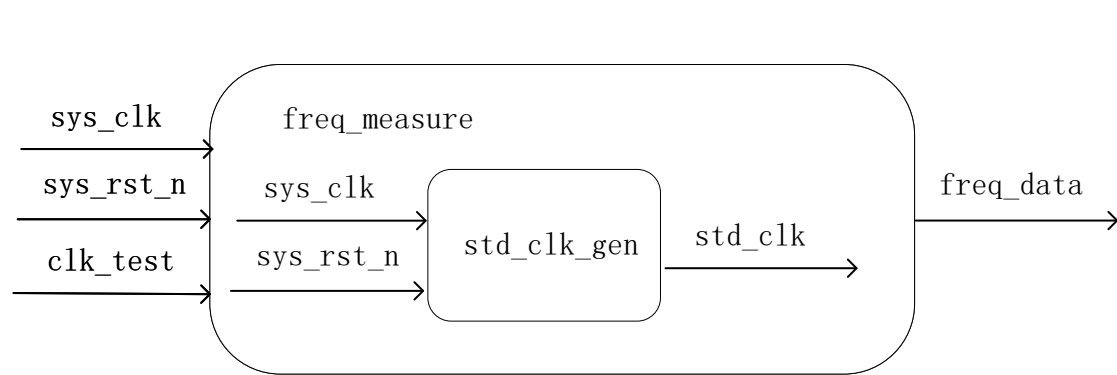 sys_clk
freq_measure
sys_rst_n
sys_clk
freq_data
clk_test
sys_rst_n
std_clk_gen
std_clk